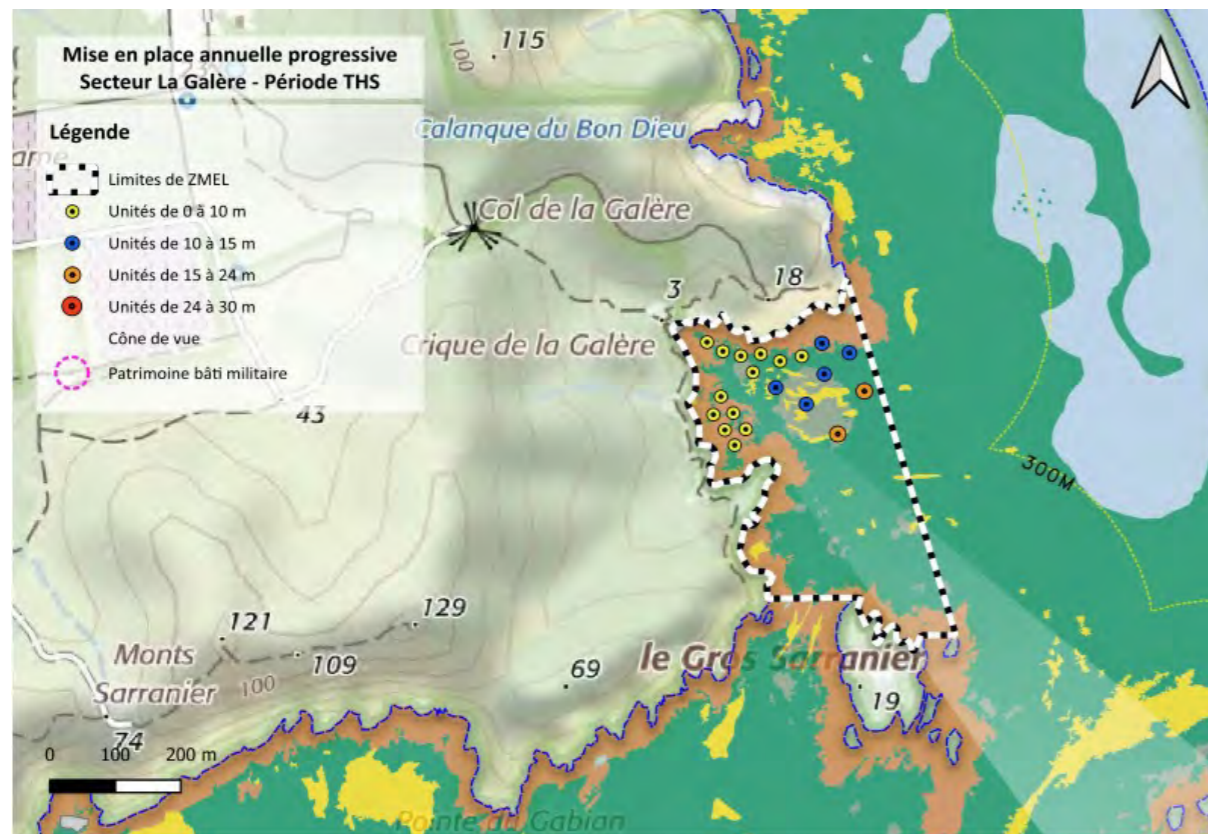 Mise en place annuelle progressive
Secteur La Galère - Période THS
Légende
Limites de ZMEL
Unités de 0 à 10 m
Unités de 10 à 15 m
Unités de 15 à 24 m
Unités de 24 à 30 m
Cône de vue
Patrimoine bâti militaire
115
100
Calanque du Bon Dieu
Col de la Galère
18
3
Crique de la Galère
43
300M
129
121
109
Monts
Sarranier
100
69
le Gros Sarranier
19
74
0 100 200 m
Pointe du Gabian